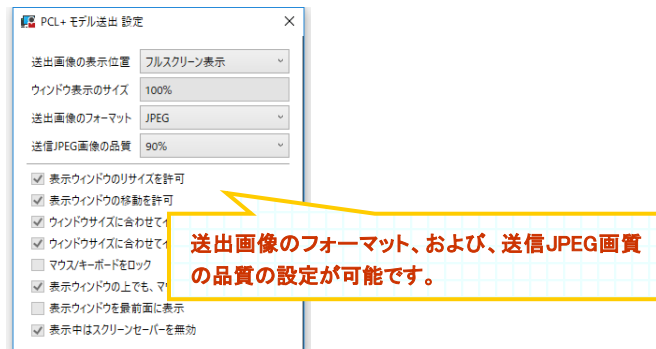 PCL+ モデル送出 設定
送出画像の表示位置 フルスクリーン表示
ウィンドウ表示のサイズ 100%
送出画像のフォーマット JPEG
送信JPEG画像の品質 90%
表示ウィンドウのリサイズを許可
表示ウィンドウの移動を許可
ウィンドウサイズに合わせて
ウィンドウサイズに合わせて
マウス/キーボードをロック
表示ウィンドウの上でも、マ
表示ウィンドウを最前面に表示
表示中はスクリーンセーバーを無効
送出画像のフォーマット、および、送信JPEG画質
の品質の設定が可能です。